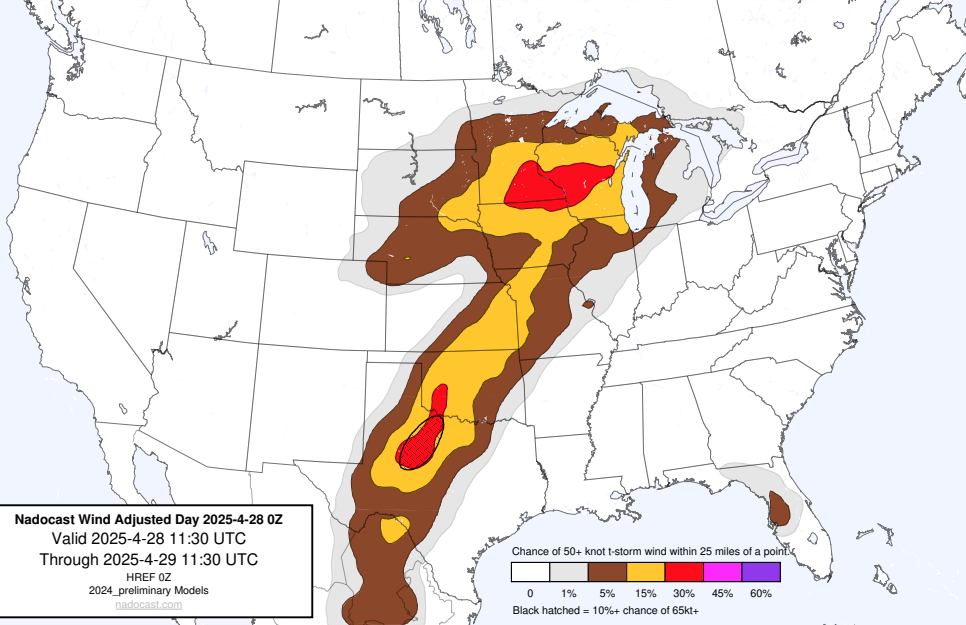 Nadocast Wind Adjusted Day 2025-4-28 0Z
Valid 2025-4-28 11:30 UTC
Through 2025-4-29 11:30 UTC
HREF 0Z
2024_preliminary Models
nadocast.com
Chance of 50+ knot t-storm wind within 25 miles of a point.
0 1% 5% 15% 30% 45% 60%
Black hatched = 10%+ chance of 65kt+